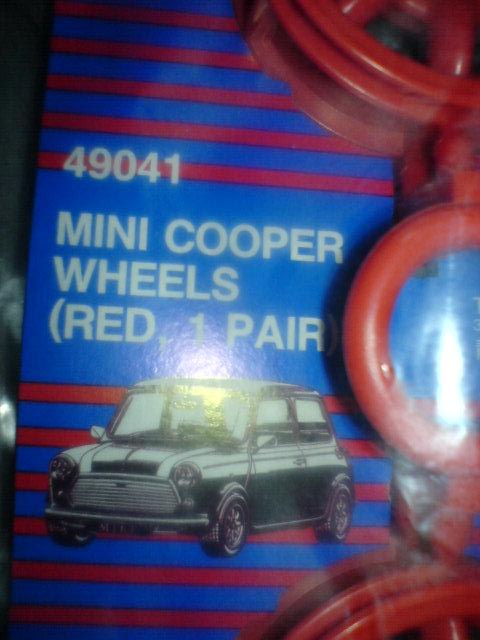 49041
MINI COOPER
WHEELS
(RED, 1 PAIR)